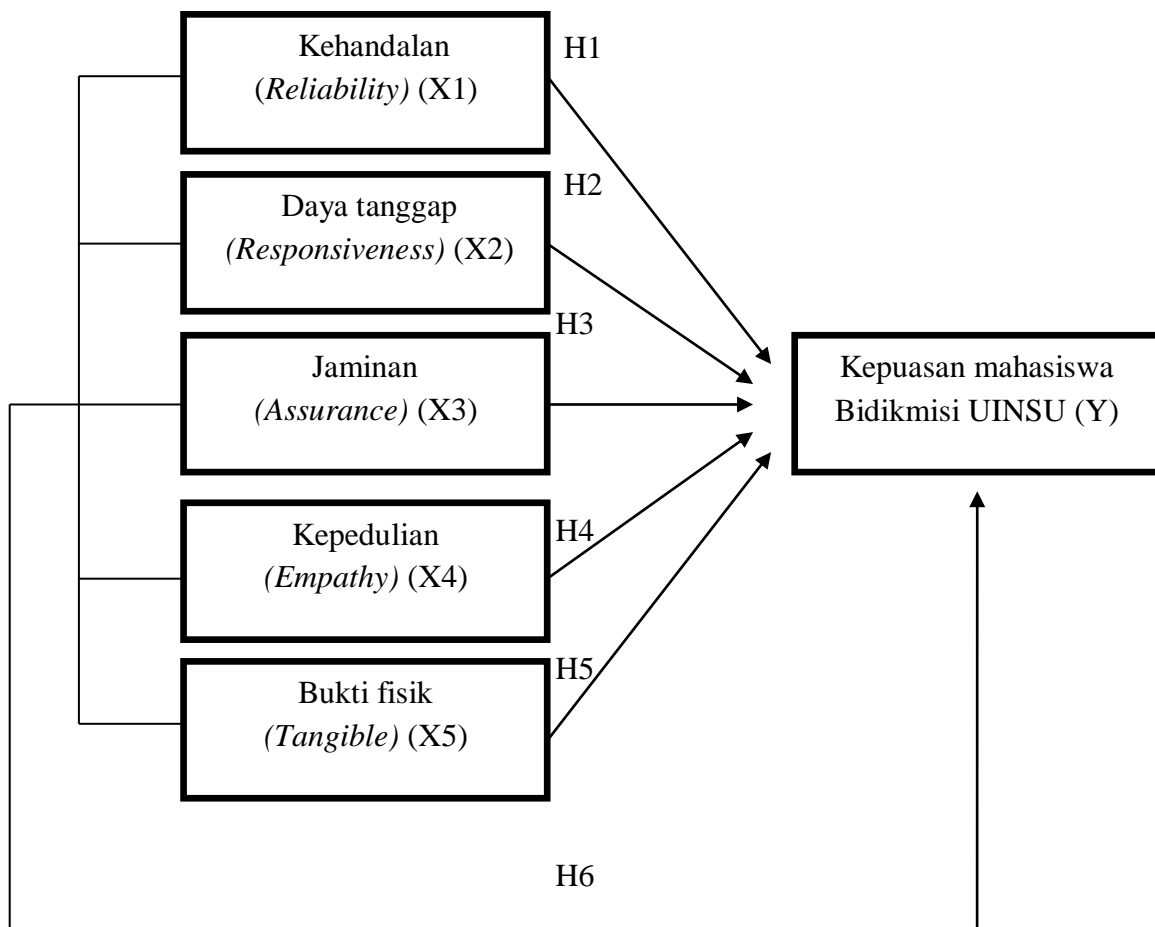 Kehandalan
(Reliability) (X1)
H1
Daya tanggap
(Responsiveness) (X2)
H2
Jaminan
(Assurance) (X3)
H3
Kepedulian
(Empathy) (X4)
H4
Bukti fisik
(Tangible) (X5)
H5
Kepuasan mahasiswa
Bidikmisi UINSU (Y)
H6